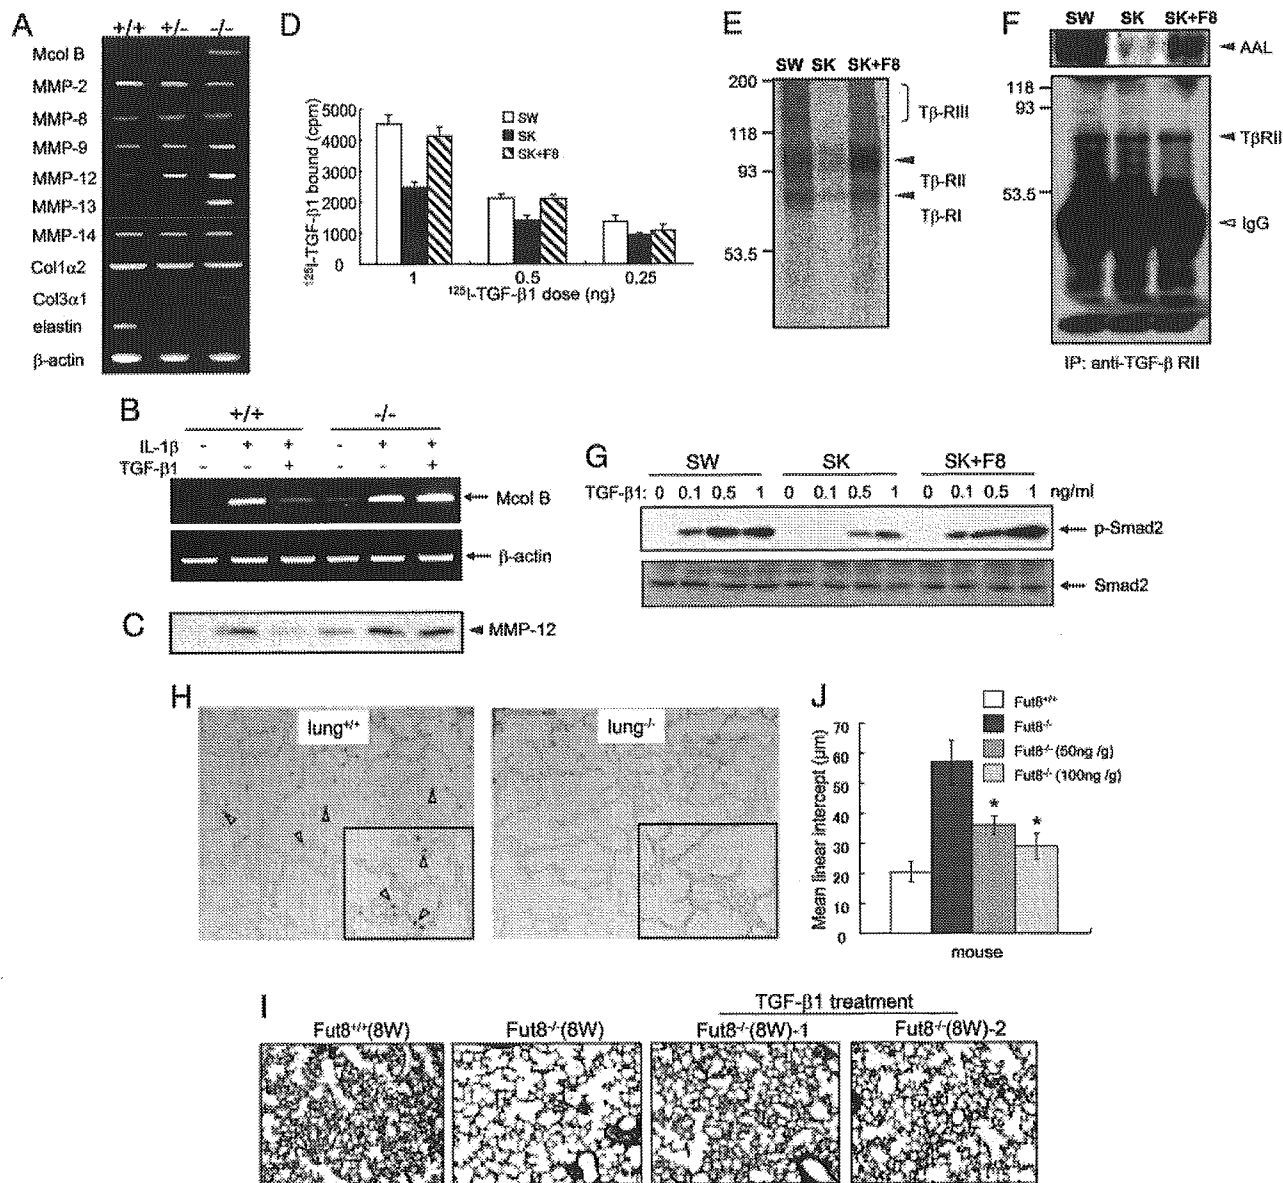 A
+/+ +/- -/-
Mcol B
MMP-2
MMP-8
MMP-9
MMP-12
MMP-13
MMP-14
Col1α2
Col3α1
elastin
β-actin
D
¹²⁵I-TGF-β1 bound (cpm)
5000
4000
3000
2000
1000
0
SW
SK
SK+F8
1 0.5 0.25
¹²⁵I-TGF-β1 dose (ng)
E
SW SK SK+F8
200
118
93
53.5
Tβ-RIII
Tβ-RII
Tβ-RI
F
SW SK SK+F8
AAL
118
93
53.5
TβRII
IgG
IP: anti-TGF-β RII
B
+/+ -/-
IL-1β - + + - + +
TGF-β1 - - + - - +
Mcol B
β-actin
C
MMP-12
G
SW SK SK+F8
TGF-β1: 0 0.1 0.5 1 0 0.1 0.5 1 0 0.1 0.5 1 ng/ml
p-Smad2
Smad2
H
lung+/+
lung-/-
J
Mean linear intercept (μm)
70
60
50
40
30
20
10
0
Fut8+/+
Fut8-/-
Fut8-/- (50ng /g)
Fut8-/- (100ng /g)
* *
mouse
I
TGF-β1 treatment
Fut8+/+(8W) Fut8-/-(8W) Fut8-/-(8W)-1 Fut8-/-(8W)-2